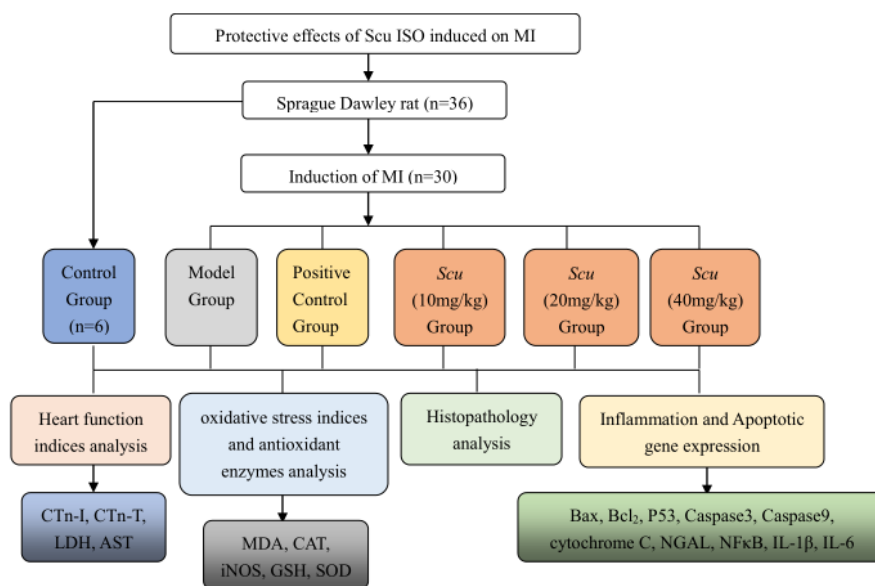 Protective effects of Scu ISO induced on MI
Sprague Dawley rat (n=36)
Induction of MI (n=30)
Control
Group
(n=6)
Model
Group
Positive
Control
Group
Scu
(10mg/kg)
Group
Scu
(20mg/kg)
Group
Scu
(40mg/kg)
Group
Heart function
indices analysis
oxidative stress indices
and antioxidant
enzymes analysis
Histopathology
analysis
Inflammation and Apoptotic
gene expression
CTn-I, CTn-T,
LDH, AST
MDA, CAT,
iNOS, GSH, SOD
Bax, Bcl₂, P53, Caspase3, Caspase9,
cytochrome C, NGAL, NFκB, IL-1β, IL-6